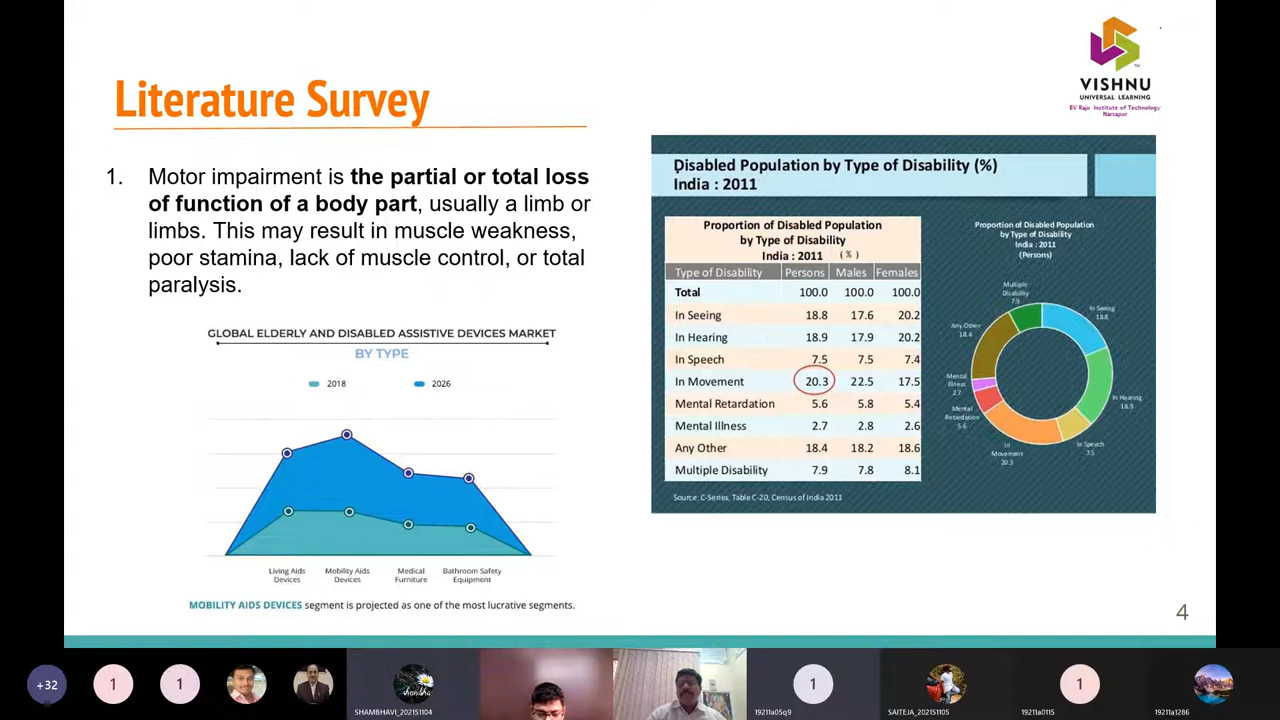 VISHNU
UNIVERSAL LEARNING
BV Raju Institute of Technology
Narsapur
Literature Survey
1. Motor impairment is the partial or total loss
of function of a body part, usually a limb or
limbs. This may result in muscle weakness,
poor stamina, lack of muscle control, or total
paralysis.
GLOBAL ELDERLY AND DISABLED ASSISTIVE DEVICES MARKET
BY TYPE
2018 2026
Living Aids Devices Mobility Aids Devices Medical Furniture Bathroom Safety Equipment
MOBILITY AIDS DEVICES segment is projected as one of the most lucrative segments.
Disabled Population by Type of Disability (%)
India : 2011
Proportion of Disabled Population
by Type of Disability
India : 2011 (%)
Type of Disability Persons Males Females
Total 100.0 100.0 100.0
In Seeing 18.8 17.6 20.2
In Hearing 18.9 17.9 20.2
In Speech 7.5 7.5 7.4
In Movement 20.3 22.5 17.5
Mental Retardation 5.6 5.8 5.4
Mental Illness 2.7 2.8 2.6
Any Other 18.4 18.2 18.6
Multiple Disability 7.9 7.8 8.1
Source: C-Series, Table C-20, Census of India 2011
Proportion of Disabled Population
by Type of Disability
India : 2011
(Persons)
Multiple
Disability
7.9
In Seeing
18.8
Any Other
18.4
Mental
Illness
2.7
In Hearing
18.9
Mental
Retardation
5.6
In Speech
7.5
In
Movement
20.3
4
+32 1 1 1 1
shanbha
SHAMBHAVI_202151104 19211a05q9 SAITEJA_202151105 19211a0115 19211a1286